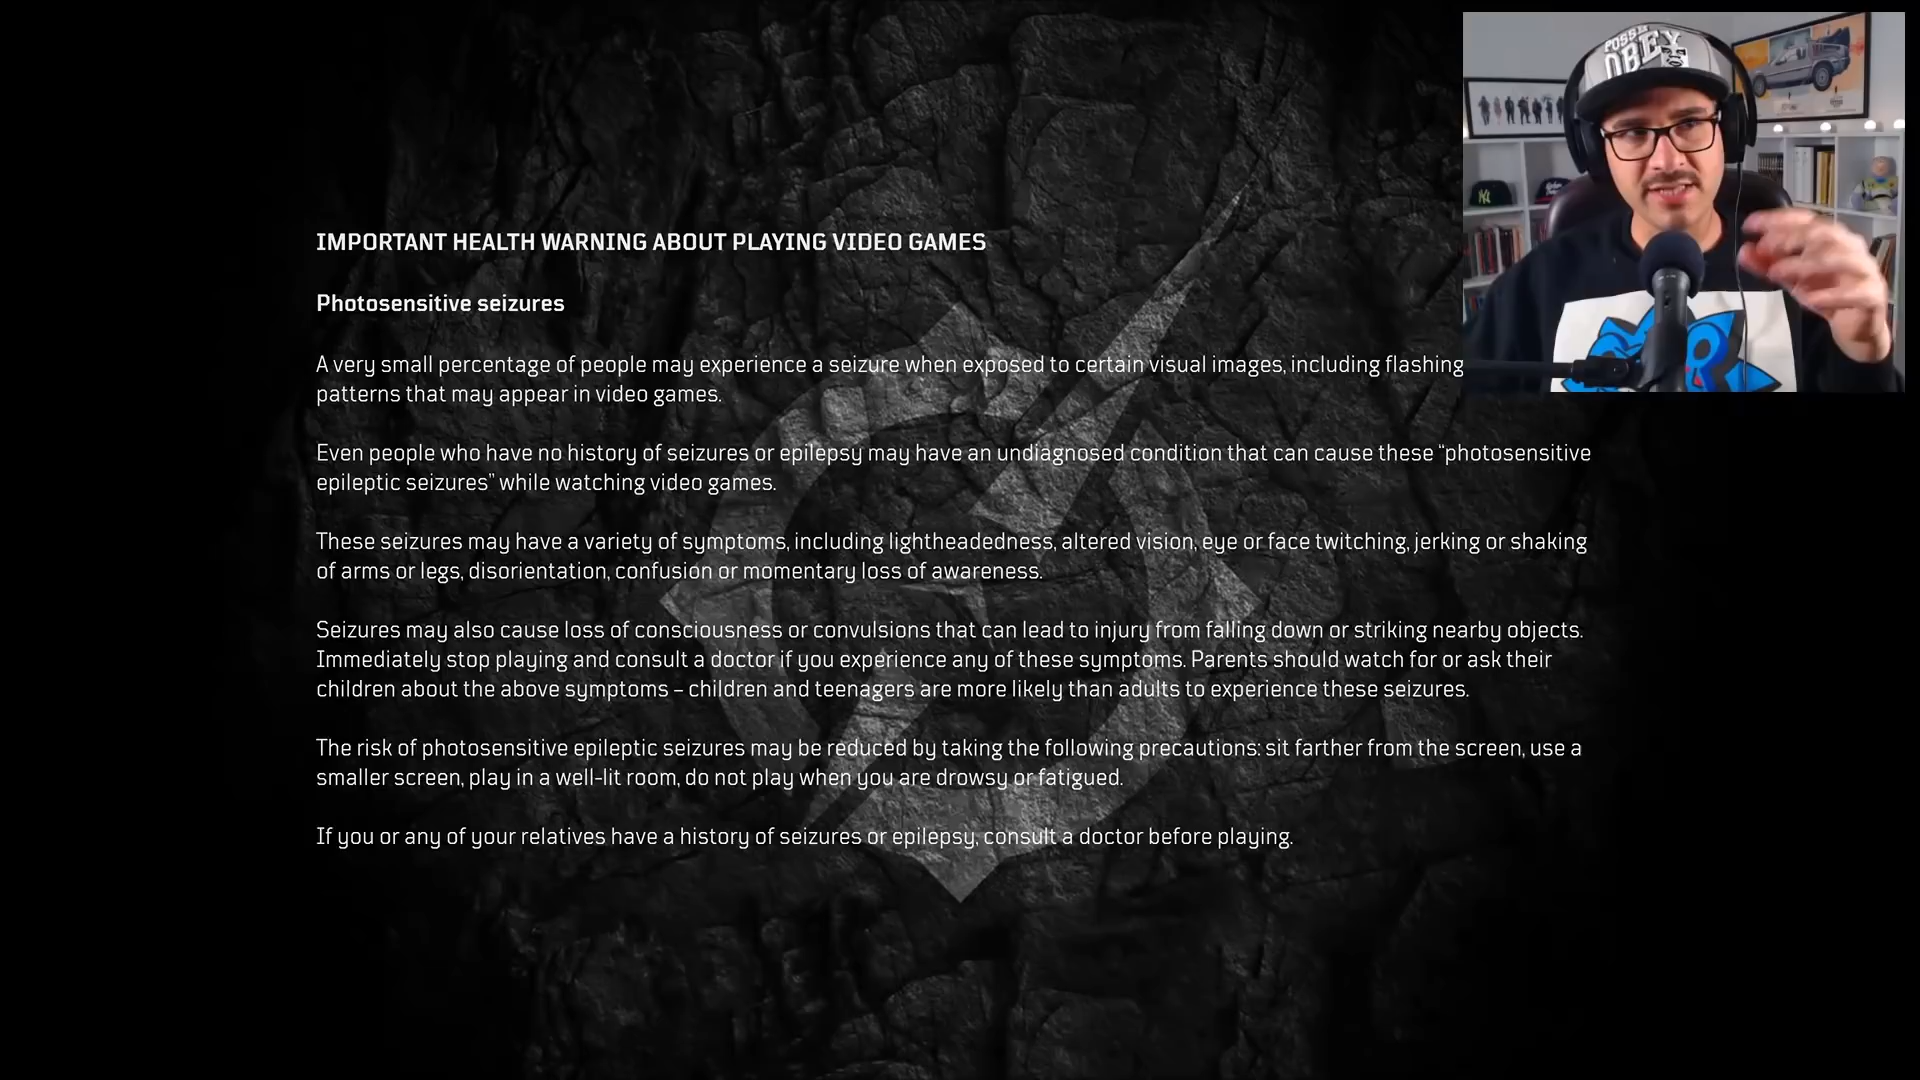 IMPORTANT HEALTH WARNING ABOUT PLAYING VIDEO GAMES
Photosensitive seizures
A very small percentage of people may experience a seizure when exposed to certain visual images, including flashing
patterns that may appear in video games.
Even people who have no history of seizures or epilepsy may have an undiagnosed condition that can cause these “photosensitive
epileptic seizures” while watching video games.
These seizures may have a variety of symptoms, including lightheadedness, altered vision, eye or face twitching, jerking or shaking
of arms or legs, disorientation, confusion or momentary loss of awareness.
Seizures may also cause loss of consciousness or convulsions that can lead to injury from falling down or striking nearby objects.
Immediately stop playing and consult a doctor if you experience any of these symptoms. Parents should watch for or ask their
children about the above symptoms – children and teenagers are more likely than adults to experience these seizures.
The risk of photosensitive epileptic seizures may be reduced by taking the following precautions: sit farther from the screen, use a
smaller screen, play in a well-lit room, do not play when you are drowsy or fatigued.
If you or any of your relatives have a history of seizures or epilepsy, consult a doctor before playing.
POSSE
OBEY
NY